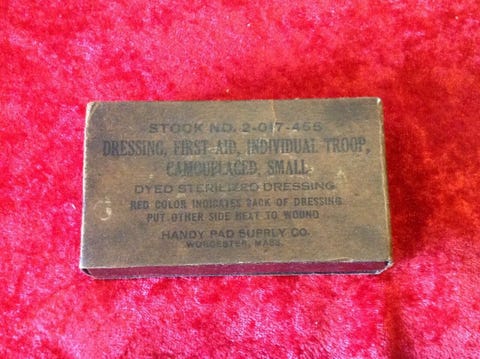 STOCK NO. 2-017-455
DRESSING, FIRST-AID, INDIVIDUAL TROOP,
CAMOUFLAGED, SMALL
DYED STERILIZED DRESSING
RED COLOR INDICATES BACK OF DRESSING
PUT OTHER SIDE NEXT TO WOUND
HANDY PAD SUPPLY CO.
WORCESTER, MASS.